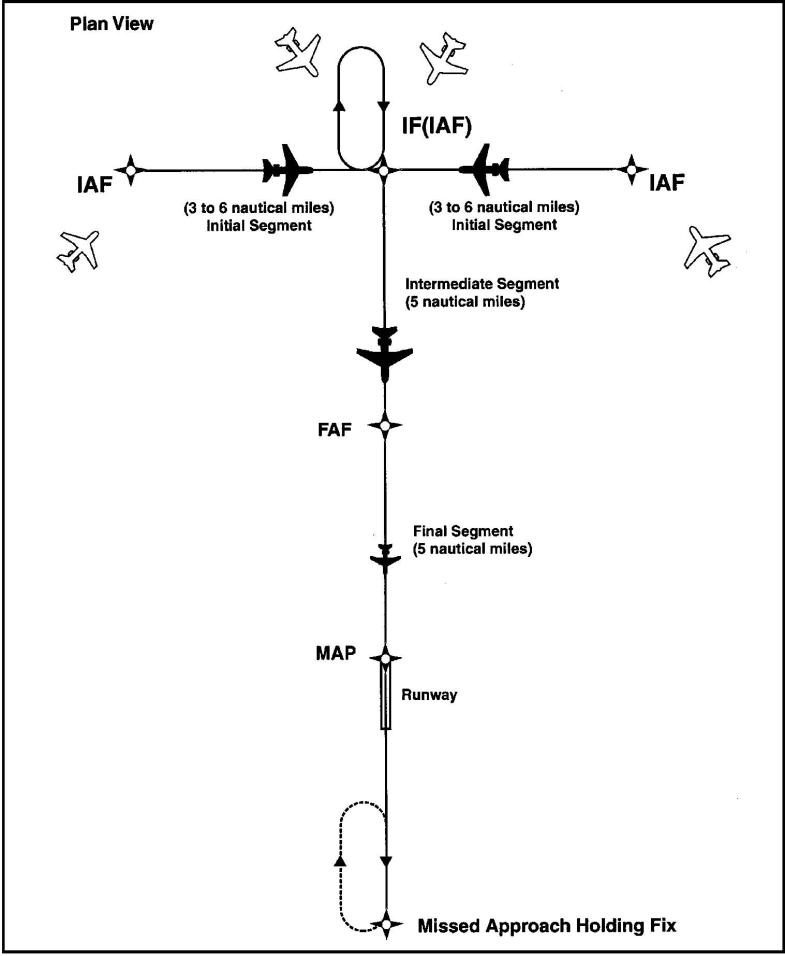 Plan View
IF(IAF)
IAF
IAF
(3 to 6 nautical miles)
Initial Segment
(3 to 6 nautical miles)
Initial Segment
Intermediate Segment
(5 nautical miles)
FAF
Final Segment
(5 nautical miles)
MAP
Runway
Missed Approach Holding Fix